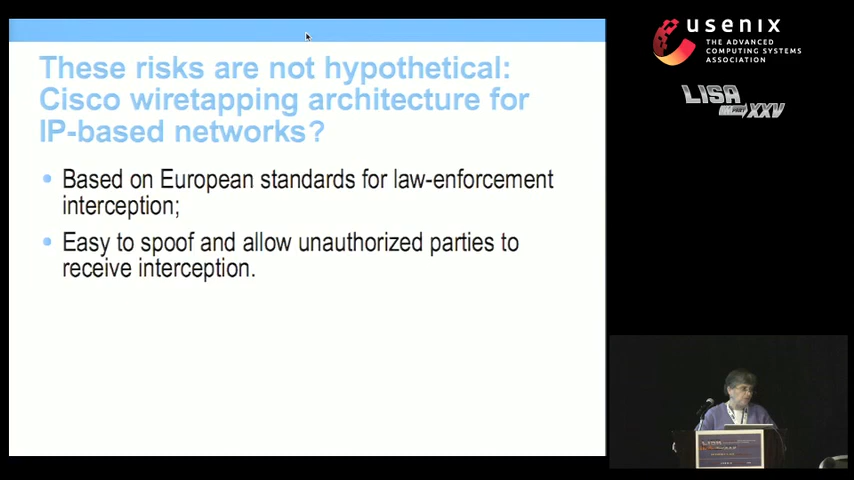 These risks are not hypothetical:
Cisco wiretapping architecture for
IP-based networks?
Based on European standards for law-enforcement
interception;
Easy to spoof and allow unauthorized parties to
receive interception.
usenix
THE ADVANCED
COMPUTING SYSTEMS
ASSOCIATION
LISA
XXV